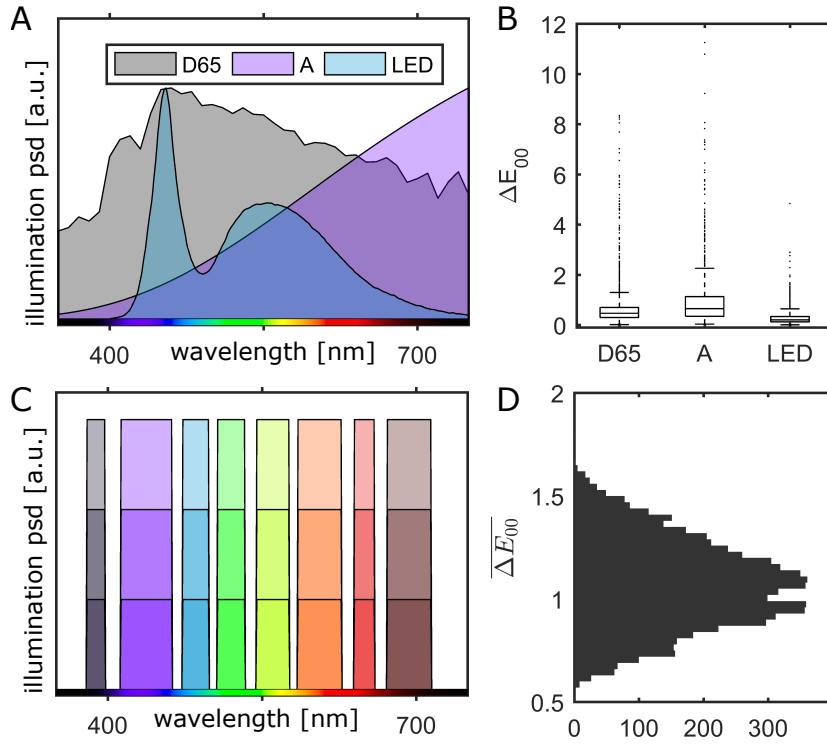 A
illumination psd [a.u.]
D65 A LED
400 700
wavelength [nm]
B
ΔE00
12
10
8
6
4
2
0
D65 A LED
C
illumination psd [a.u.]
400 700
wavelength [nm]
D
ΔE00
2
1.5
1
0.5
0 100 200 300